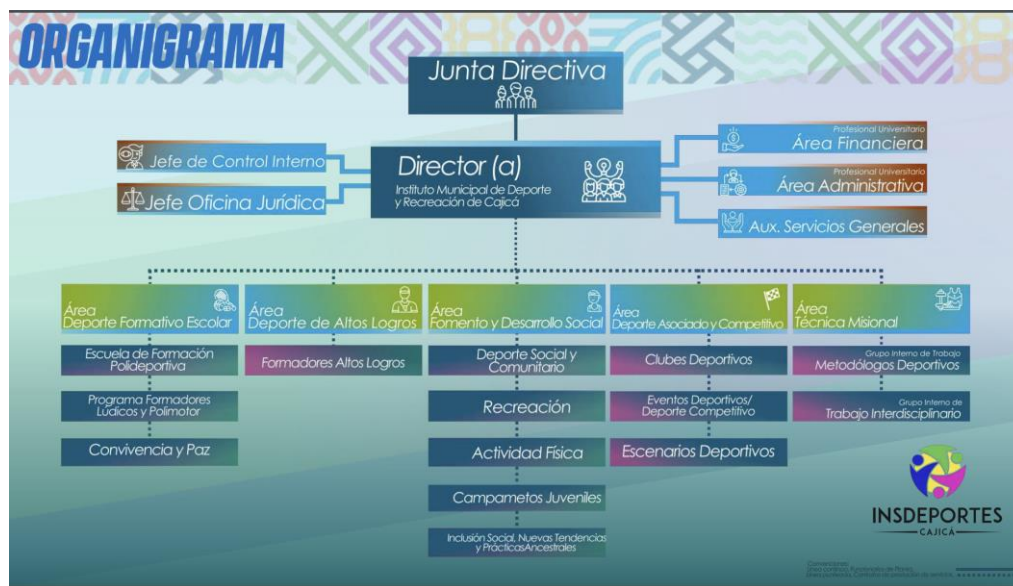 ORGANIGRAMA
Junta Directiva
Jefe de Control Interno
Jefe Oficina Jurídica
Director (a)
Instituto Municipal de Deporte
y Recreación de Cajicá
Profesional Universitario
Área Financiera
Profesional Universitario
Área Administrativa
Aux. Servicios Generales
Área
Deporte Formativo Escolar
Escuela de Formación
Polideportiva
Programa Formadores
Lúdicos y Polimotor
Convivencia y Paz
Área
Deporte de Altos Logros
Formadores Altos Logros
Área
Fomento y Desarrollo Social
Deporte Social y
Comunitario
Recreación
Actividad Física
Campametos Juveniles
Inclusión Social, Nuevas Tendencias
y PrácticasAncestrales
Área
Deporte Asociado y Competitivo
Clubes Deportivos
Eventos Deportivos/
Deporte Competitivo
Escenarios Deportivos
Área
Técnica Misional
Grupo Interno de Trabajo
Metodólogos Deportivos
Grupo Interno de
Trabajo Interdisciplinario
INSDEPORTES
CAJICÁ